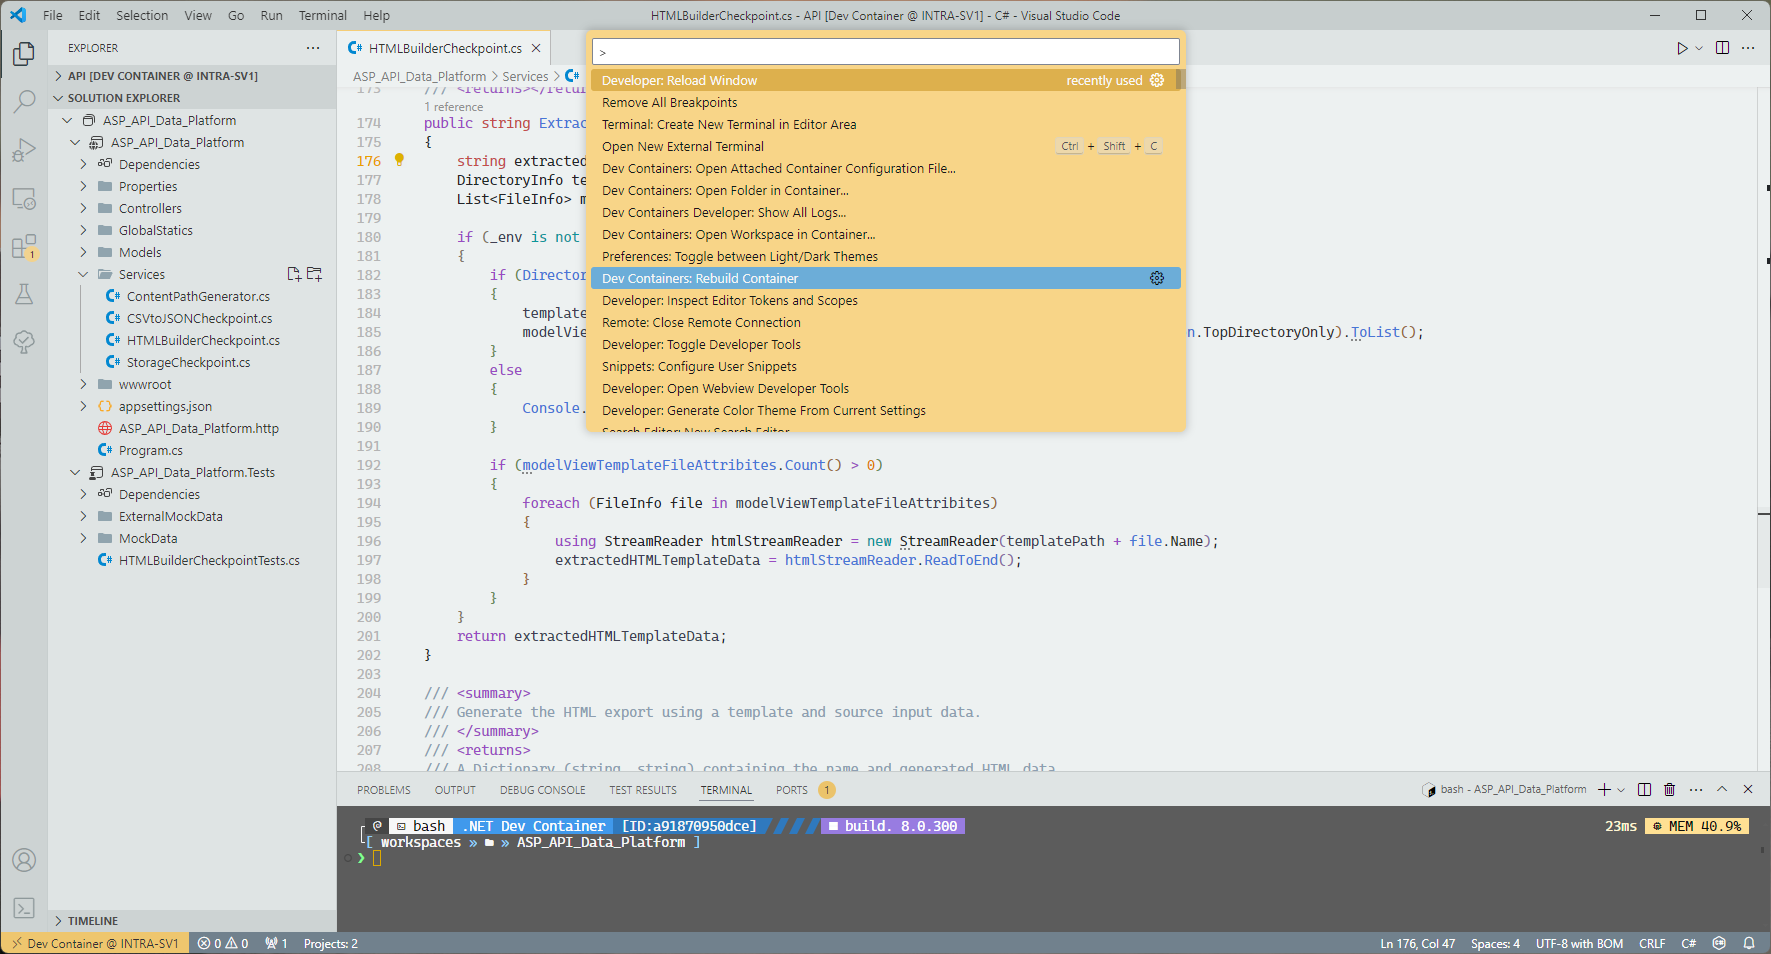 File Edit Selection View Go Run Terminal Help
HTMLBuilderCheckpoint.cs - API [Dev Container @ INTRA-SV1] - C# - Visual Studio Code
EXPLORER
API [DEV CONTAINER @ INTRA-SV1]
SOLUTION EXPLORER
ASP_API_Data_Platform
ASP_API_Data_Platform
Dependencies
Properties
Controllers
GlobalStatics
Models
Services
ContentPathGenerator.cs
CSVtoJSONCheckpoint.cs
HTMLBuilderCheckpoint.cs
StorageCheckpoint.cs
wwwroot
appsettings.json
ASP_API_Data_Platform.http
Program.cs
ASP_API_Data_Platform.Tests
Dependencies
ExternalMockData
MockData
HTMLBuilderCheckpointTests.cs
TIMELINE
1
HTMLBuilderCheckpoint.cs
ASP_API_Data_Platform > Services >
>
Developer: Reload Window recently used
Remove All Breakpoints
Terminal: Create New Terminal in Editor Area
Open New External Terminal Ctrl + Shift + C
Dev Containers: Open Attached Container Configuration File...
Dev Containers: Open Folder in Container...
Dev Containers Developer: Show All Logs...
Dev Containers: Open Workspace in Container...
Preferences: Toggle between Light/Dark Themes
Dev Containers: Rebuild Container
Developer: Inspect Editor Tokens and Scopes
Remote: Close Remote Connection
Developer: Toggle Developer Tools
Snippets: Configure User Snippets
Developer: Open Webview Developer Tools
Developer: Generate Color Theme From Current Settings
Search Editor: New Search Editor
173 /// <returns></retur
1 reference
174 public string Extrac
175 {
176 string extracted
177 DirectoryInfo te
178 List<FileInfo> m
179
180 if (_env is not
181 {
182 if (Director
183 {
184 template
185 modelVie n.TopDirectoryOnly).ToList();
186 }
187 else
188 {
189 Console.
190 }
191
192 if (modelViewTemplateFileAttribites.Count() > 0)
193 {
194 foreach (FileInfo file in modelViewTemplateFileAttribites)
195 {
196 using StreamReader htmlStreamReader = new StreamReader(templatePath + file.Name);
197 extractedHTMLTemplateData = htmlStreamReader.ReadToEnd();
198 }
199 }
200 }
201 return extractedHTMLTemplateData;
202 }
203
204 /// <summary>
205 /// Generate the HTML export using a template and source input data.
206 /// </summary>
207 /// <returns>
208 /// A Dictionary (string, string) containing the name and generated HTML data
PROBLEMS OUTPUT DEBUG CONSOLE TEST RESULTS TERMINAL PORTS 1
bash - ASP_API_Data_Platform
bash .NET Dev Container [ID:a91870950dce] build. 8.0.300 23ms MEM 40.9%
[ workspaces » » ASP_API_Data_Platform ]
❯
Dev Container @ INTRA-SV1 0 0 1 Projects: 2
Ln 176, Col 47 Spaces: 4 UTF-8 with BOM CRLF C#